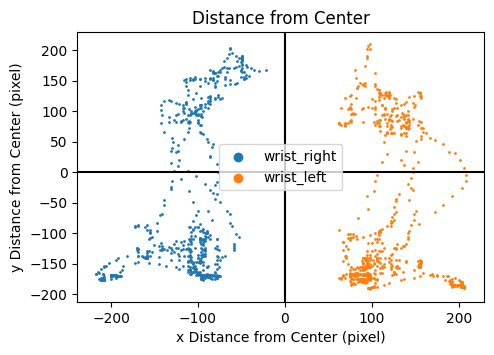 Distance from Center
y Distance from Center (pixel)
200
150
100
50
0
−50
−100
−150
−200
wrist_right
wrist_left
−200
−100
0
100
200
x Distance from Center (pixel)